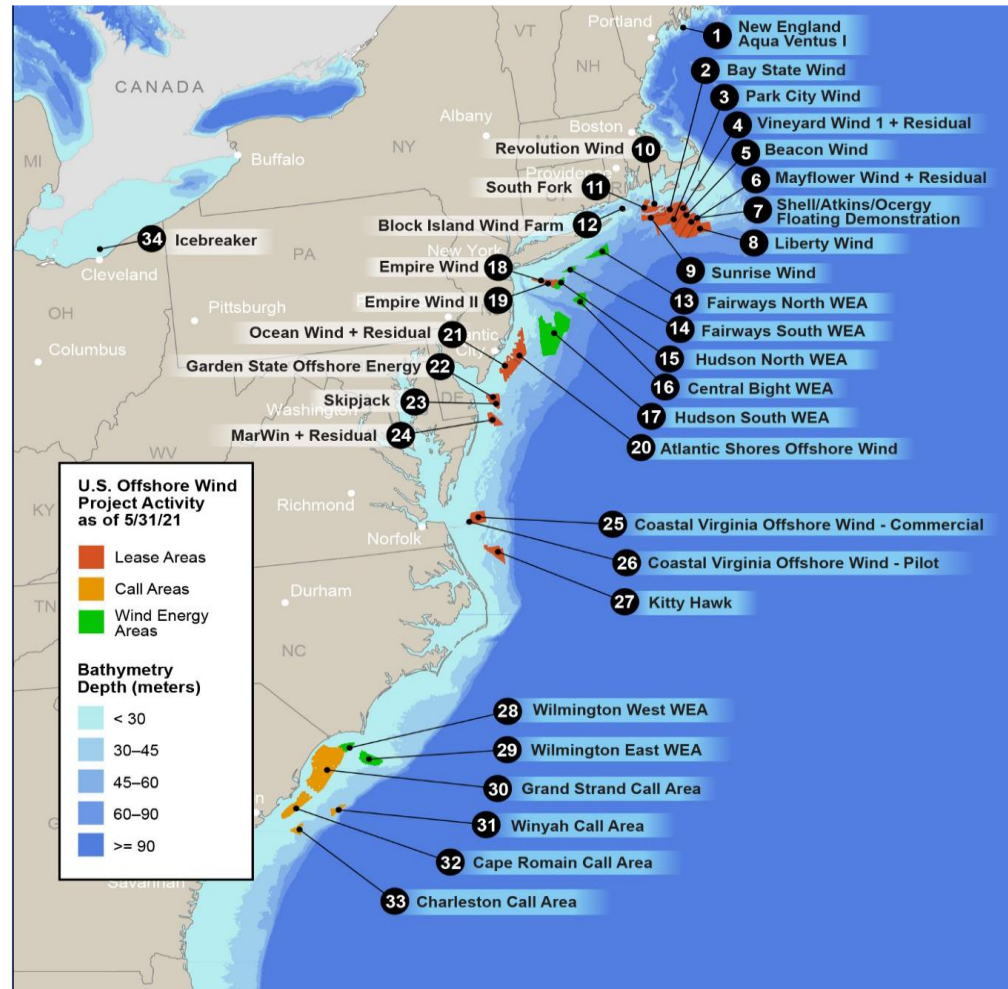 Portland
1 New England
Aqua Ventus I
VT
NH
CANADA
2 Bay State Wind
3 Park City Wind
4 Vineyard Wind 1 + Residual
Albany
Boston
MA
NY
MI
Buffalo
Revolution Wind 10
Providence
5 Beacon Wind
6 Mayflower Wind + Residual
South Fork 11
CT
RI
7 Shell/Atkins/Ocergy
Floating Demonstration
Block Island Wind Farm 12
8 Liberty Wind
34 Icebreaker
Cleveland
PA
New York
9 Sunrise Wind
Empire Wind 18
13 Fairways North WEA
Empire Wind II 19
OH
Pittsburgh
14 Fairways South WEA
Ocean Wind + Residual 21
Atlantic
City
Columbus
15 Hudson North WEA
Garden State Offshore Energy 22
16 Central Bight WEA
Skipjack 23
DE
Washington
17 Hudson South WEA
MarWin + Residual 24
20 Atlantic Shores Offshore Wind
WV
U.S. Offshore Wind
Project Activity
as of 5/31/21
Lease Areas
Call Areas
Wind Energy
Areas
Bathymetry
Depth (meters)
< 30
30–45
45–60
60–90
>= 90
KY
VA
Richmond
Norfolk
25 Coastal Virginia Offshore Wind - Commercial
26 Coastal Virginia Offshore Wind - Pilot
27 Kitty Hawk
TN
Durham
NC
28 Wilmington West WEA
29 Wilmington East WEA
30 Grand Strand Call Area
31 Winyah Call Area
32 Cape Romain Call Area
33 Charleston Call Area
Savannah